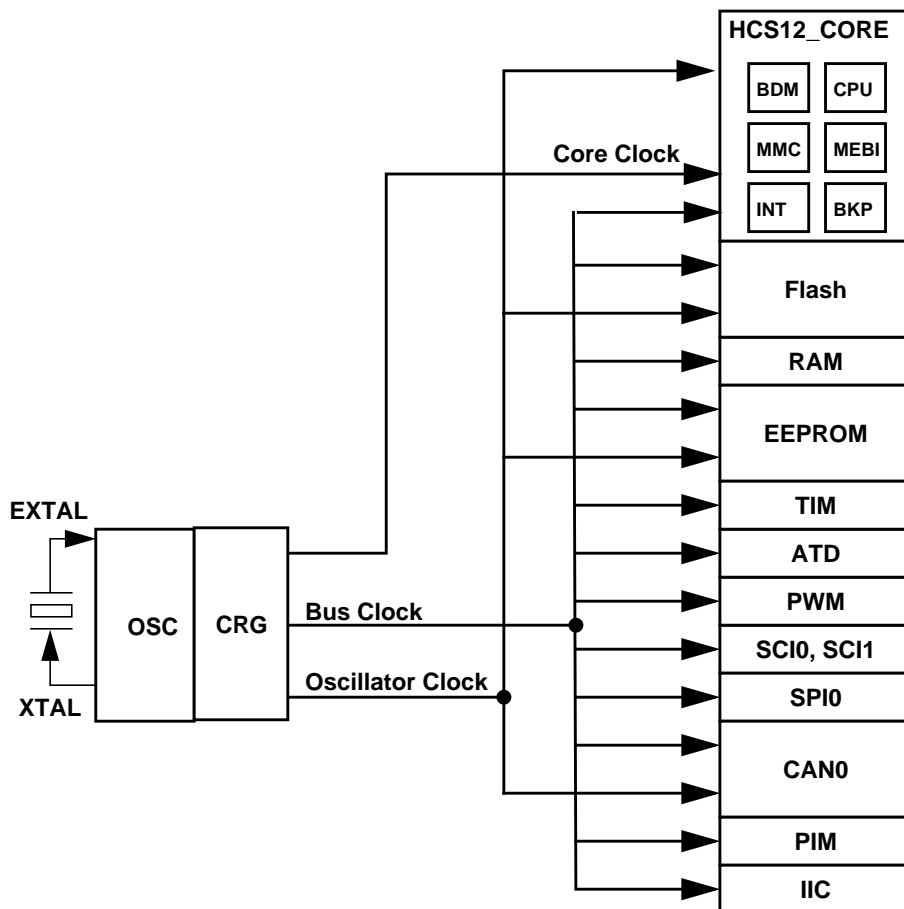 HCS12_CORE
BDM
CPU
Core Clock
MMC
MEBI
INT
BKP
Flash
RAM
EEPROM
EXTAL
TIM
ATD
OSC
CRG
Bus Clock
PWM
SCI0, SCI1
XTAL
Oscillator Clock
SPI0
CAN0
PIM
IIC